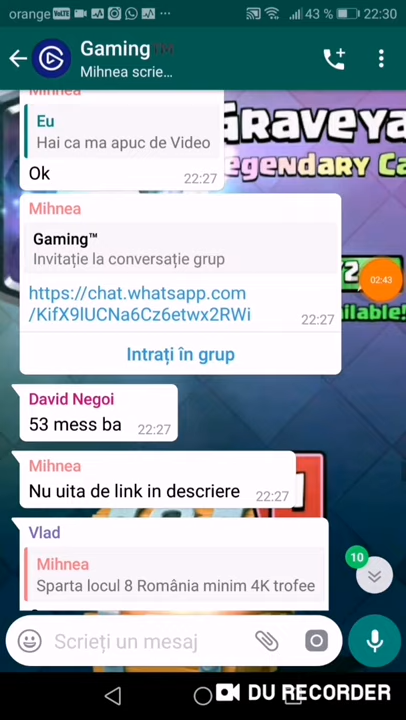 orange 43 % 22:30
Gaming™
Mihnea scrie...
Mihnea
Eu
Hai ca ma apuc de Video
Ok
22:27
Mihnea
Gaming™
Invitație la conversație grup
https://chat.whatsapp.com
/KifX9lUCNa6Cz6etwx2RWi
22:27
Intrați în grup
David Negoi
53 mess ba 22:27
Mihnea
Nu uita de link in descriere 22:27
Vlad
Mihnea
Sparta locul 8 România minim 4K trofee
10
Scrieți un mesaj
Graveya
egendary Ca
02:43
ilable!
DU RECORDER